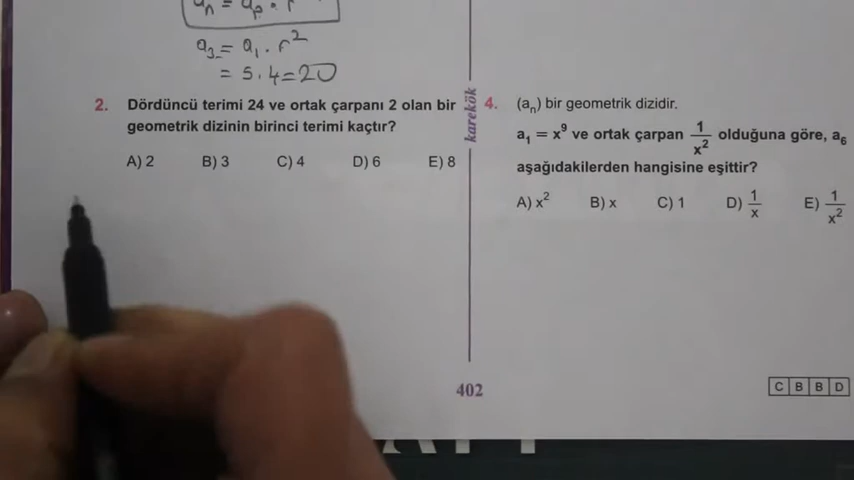 aₙ = aₚ . r
a₃ = a₁ . r²
= 5 . 4 = 20
2. Dördüncü terimi 24 ve ortak çarpanı 2 olan bir
geometrik dizinin birinci terimi kaçtır?
A) 2 B) 3 C) 4 D) 6 E) 8
karekök
4. (aₙ) bir geometrik dizidir.
a₁ = x⁹ ve ortak çarpan 1/x² olduğuna göre, a₆
aşağıdakilerden hangisine eşittir?
A) x² B) x C) 1 D) 1/x E) 1/x²
402
C B B D